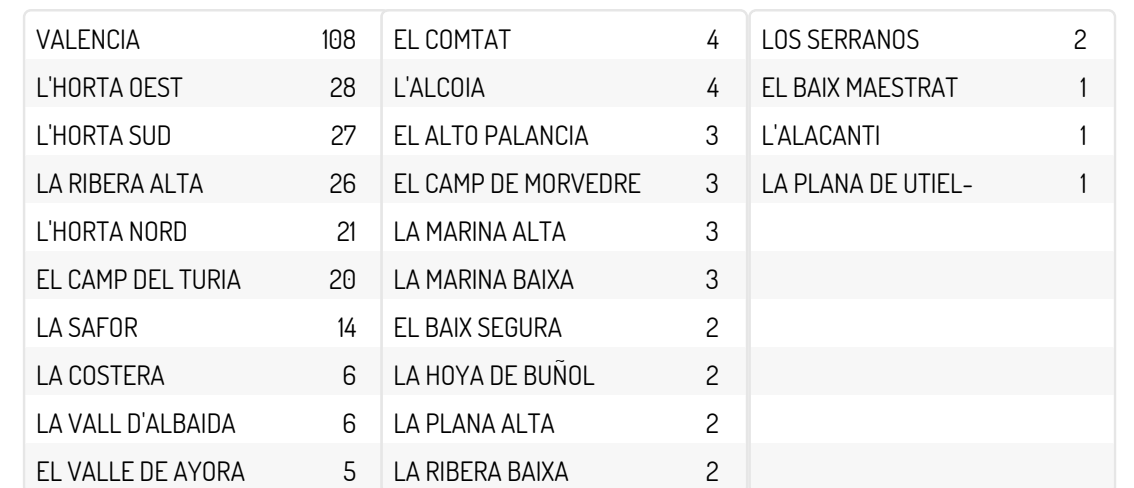 VALENCIA 108
L'HORTA OEST 28
L'HORTA SUD 27
LA RIBERA ALTA 26
L'HORTA NORD 21
EL CAMP DEL TURIA 20
LA SAFOR 14
LA COSTERA 6
LA VALL D'ALBAIDA 6
EL VALLE DE AYORA 5
EL COMTAT 4
L'ALCOIA 4
EL ALTO PALANCIA 3
EL CAMP DE MORVEDRE 3
LA MARINA ALTA 3
LA MARINA BAIXA 3
EL BAIX SEGURA 2
LA HOYA DE BUÑOL 2
LA PLANA ALTA 2
LA RIBERA BAIXA 2
LOS SERRANOS 2
EL BAIX MAESTRAT 1
L'ALACANTI 1
LA PLANA DE UTIEL- 1